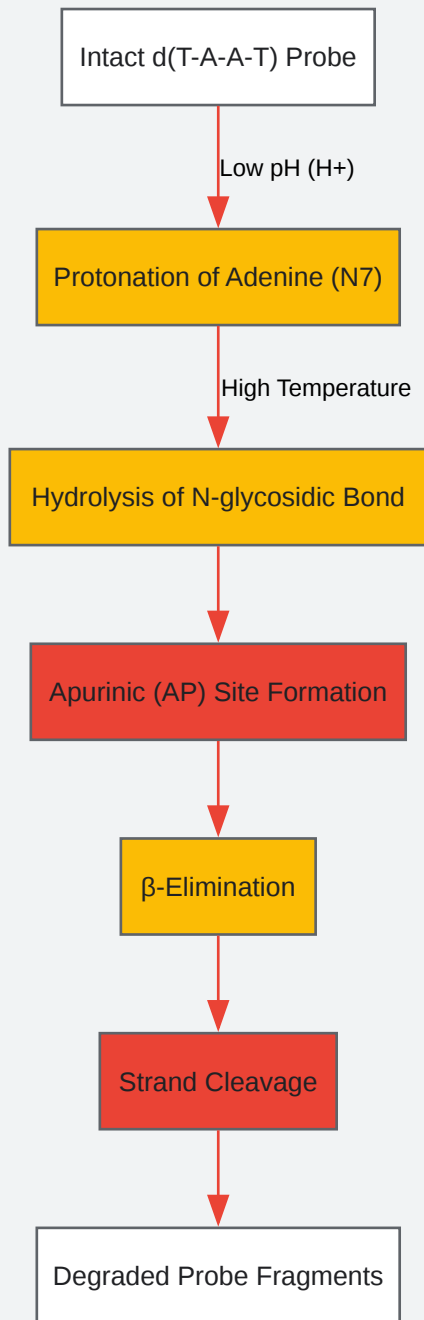 Intact d(T-A-A-T) Probe
Low pH (H+)
Protonation of Adenine (N7)
High Temperature
Hydrolysis of N-glycosidic Bond
Apurinic (AP) Site Formation
β-Elimination
Strand Cleavage
Degraded Probe Fragments